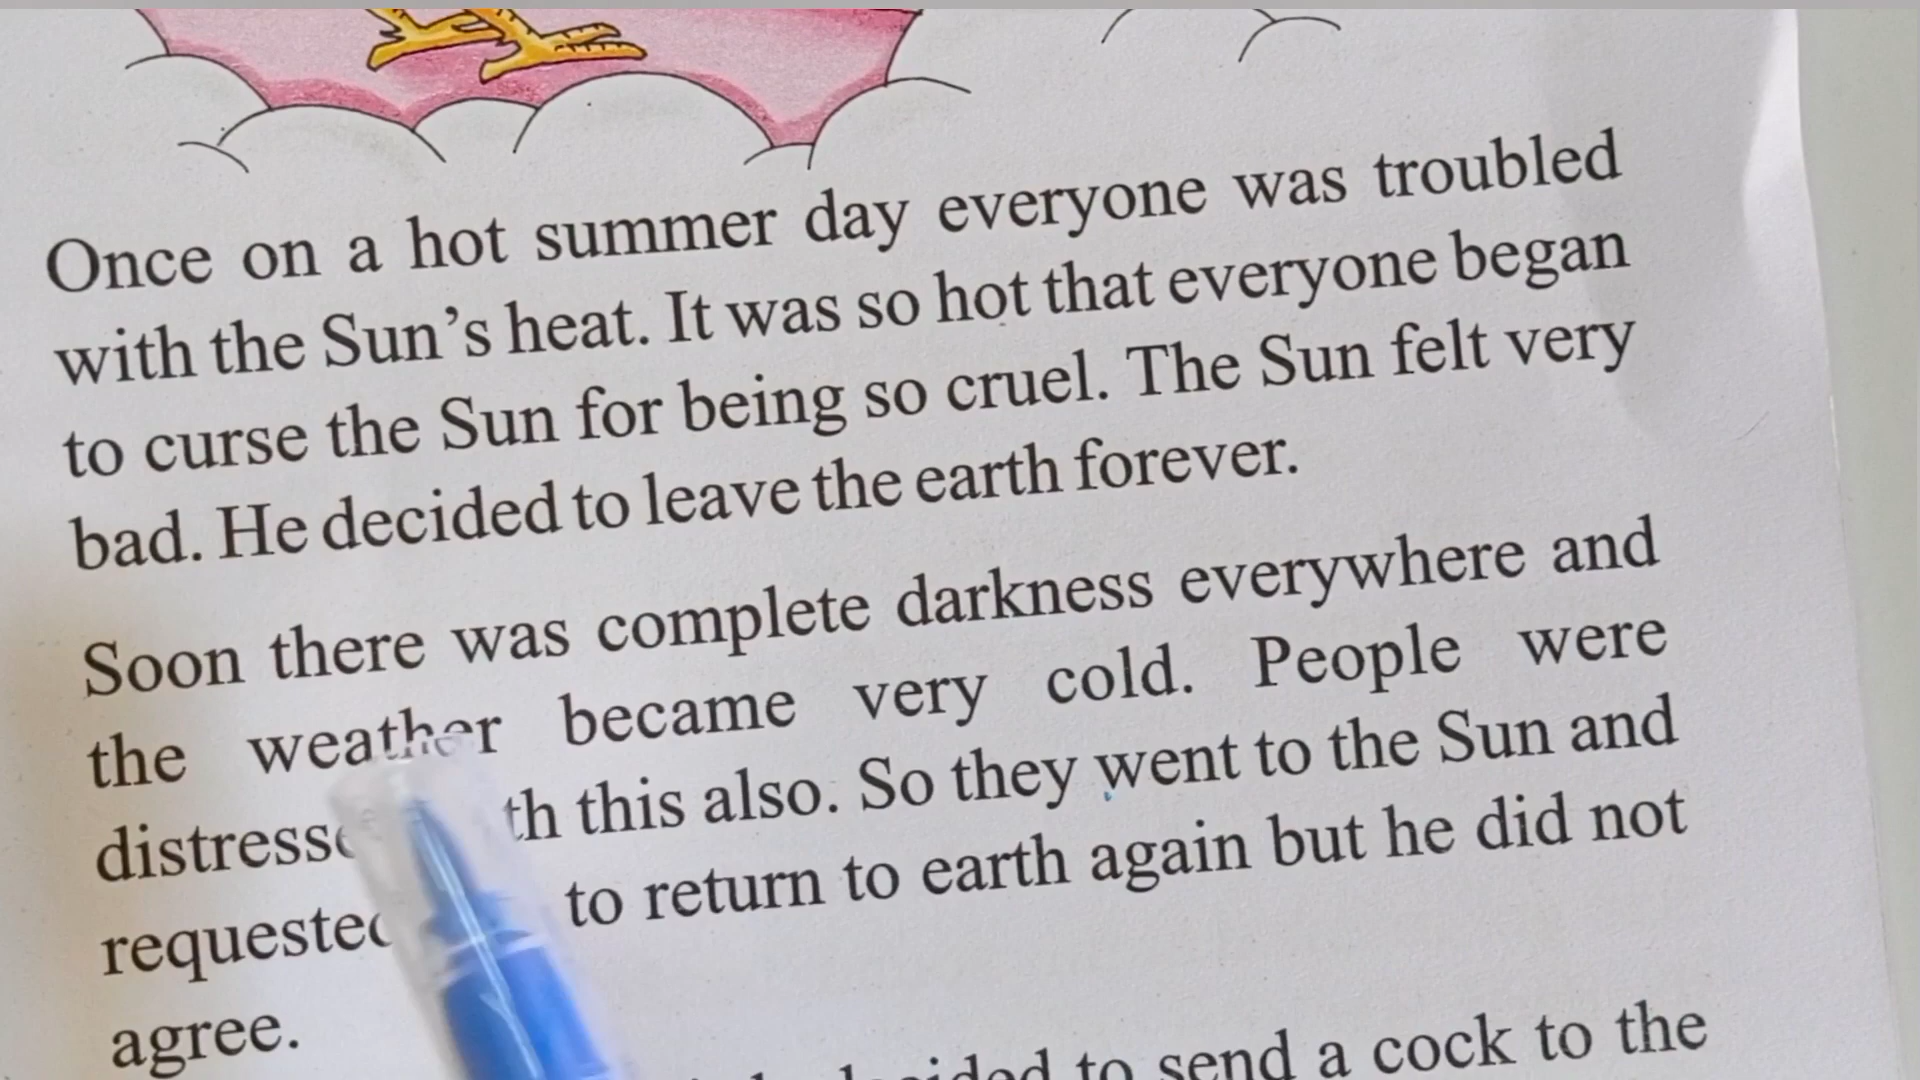 Once on a hot summer day everyone was troubled
with the Sun's heat. It was so hot that everyone began
to curse the Sun for being so cruel. The Sun felt very
bad. He decided to leave the earth forever.
Soon there was complete darkness everywhere and
the weather became very cold. People were
this also. So they went to the Sun and
to return to earth again but he did not
agree.
to send a cock to the